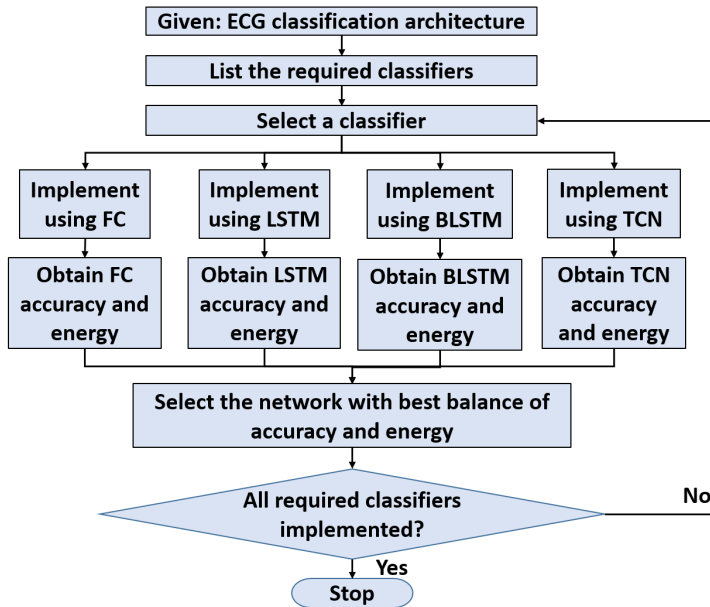 Given: ECG classification architecture
List the required classifiers
Select a classifier
Implement
using FC
Implement
using LSTM
Implement
using BLSTM
Implement
using TCN
Obtain FC
accuracy and
energy
Obtain LSTM
accuracy and
energy
Obtain BLSTM
accuracy and
energy
Obtain TCN
accuracy
and energy
Select the network with best balance of
accuracy and energy
All required classifiers
implemented?
No
Yes
Stop